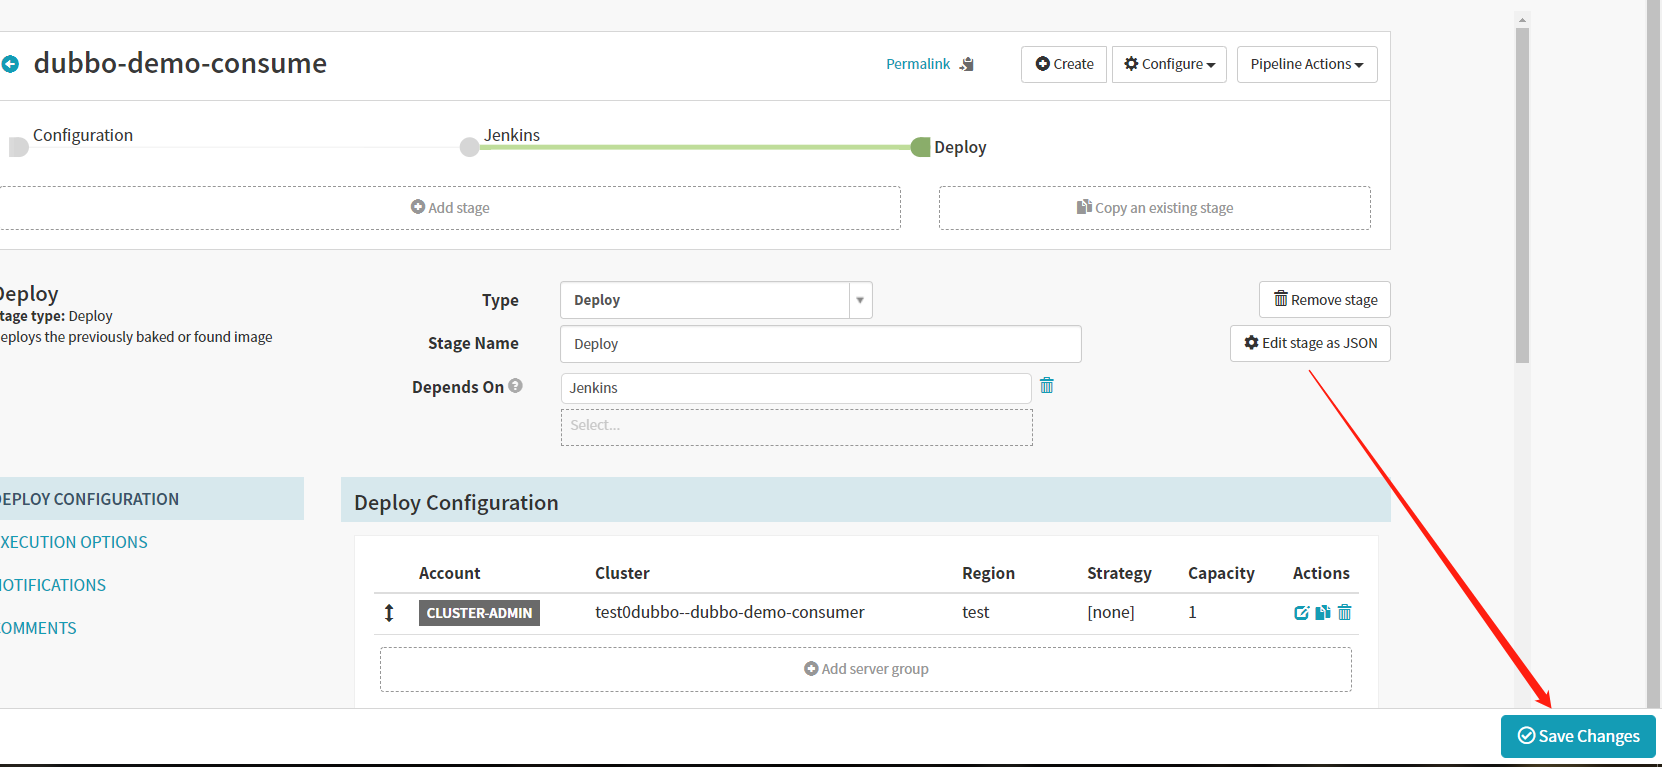 dubbo-demo-consume
Permalink
Create
Configure
Pipeline Actions
Configuration
Jenkins
Deploy
Add stage
Copy an existing stage
Deploy
tage type: Deploy
eploys the previously baked or found image
Type
Deploy
Remove stage
Stage Name
Deploy
Edit stage as JSON
Depends On
Jenkins
Select...
DEPLOY CONFIGURATION
XECUTION OPTIONS
NOTIFICATIONS
OMMENTS
Deploy Configuration
Account Cluster Region Strategy Capacity Actions
CLUSTER-ADMIN test0dubbo--dubbo-demo-consumer test [none] 1
Add server group
Save Changes